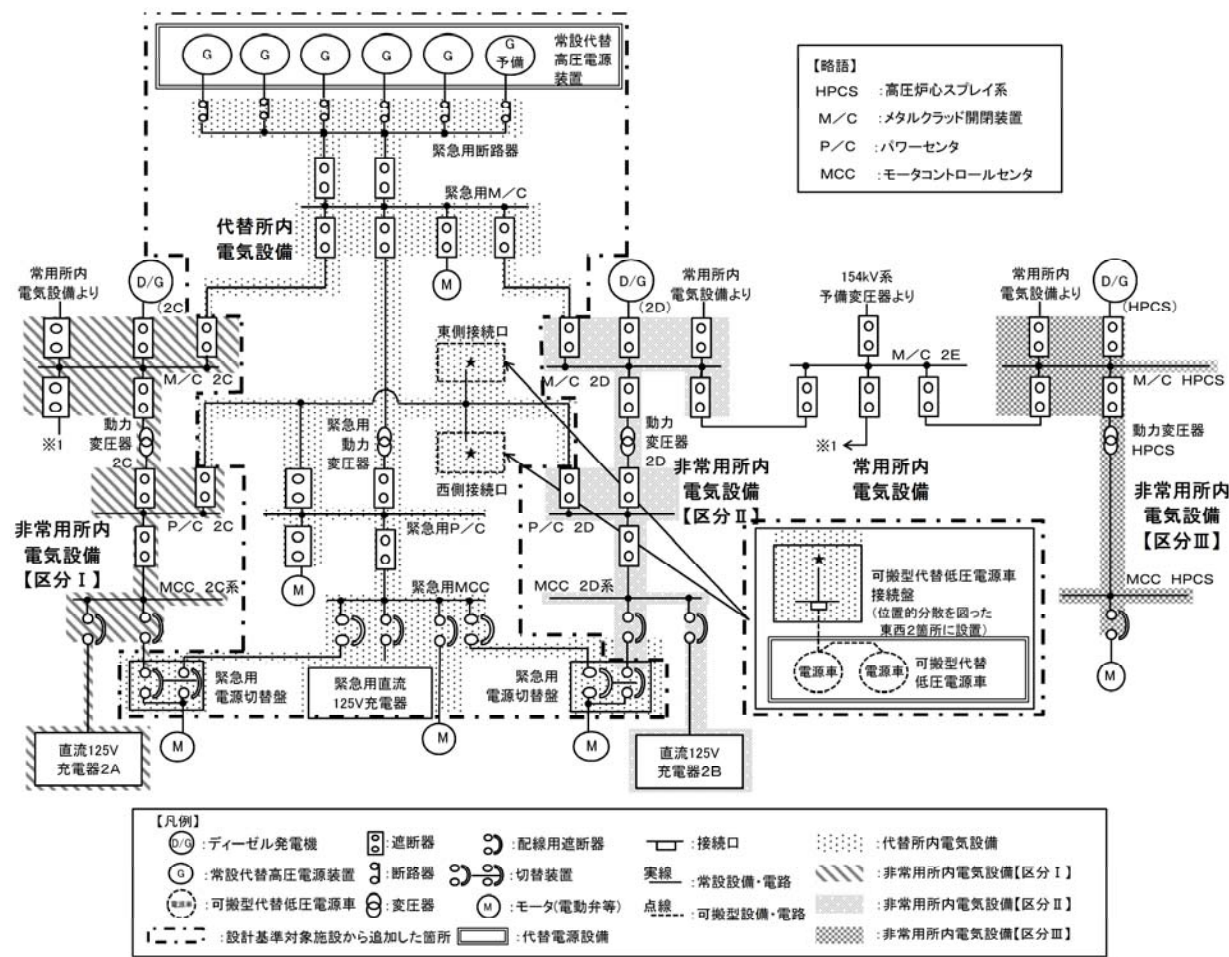 G
G
G
G
G
G
予備
常設代替
高圧電源
装置
緊急用断路器
【略語】
HPCS :高圧炉心スプレイ系
M/C :メタルクラッド開閉装置
P/C :パワーセンタ
MCC :モータコントロールセンタ
緊急用M/C
代替所内
電気設備
M
常用所内
電気設備より
D/G
(2C)
D/G
(2D)
常用所内
電気設備より
154kV系
予備変圧器より
常用所内
電気設備より
D/G
(HPCS)
M/C 2C
東側接続口
M/C 2D
M/C 2E
M/C HPCS
※1
動力
変圧器
2C
緊急用
動力
変圧器
西側接続口
動力
変圧器
2D
※1
動力変圧器
HPCS
非常用所内
電気設備
【区分Ⅱ】
常用所内
電気設備
P/C 2C
緊急用P/C
P/C 2D
非常用所内
電気設備
【区分Ⅰ】
非常用所内
電気設備
【区分Ⅲ】
M
MCC 2C系
緊急用MCC
MCC 2D系
MCC HPCS
可搬型代替低圧電源車
接続盤
(位置的分散を図った
東西2箇所に設置)
電源車
電源車
可搬型代替
低圧電源車
緊急用
電源切替盤
緊急用直流
125V充電器
緊急用
電源切替盤
M
M
M
M
直流125V
充電器2A
直流125V
充電器2B
【凡例】
D/G :ディーゼル発電機
:遮断器
:配線用遮断器
:接続口
:代替所内電気設備
G :常設代替高圧電源装置
:断路器
:切替装置
実線 :常設設備・電路
:非常用所内電気設備【区分Ⅰ】
電源車 :可搬型代替低圧電源車
:変圧器
M :モータ(電動弁等)
点線 :可搬型設備・電路
:非常用所内電気設備【区分Ⅱ】
:設計基準対象施設から追加した箇所
:代替電源設備
:非常用所内電気設備【区分Ⅲ】